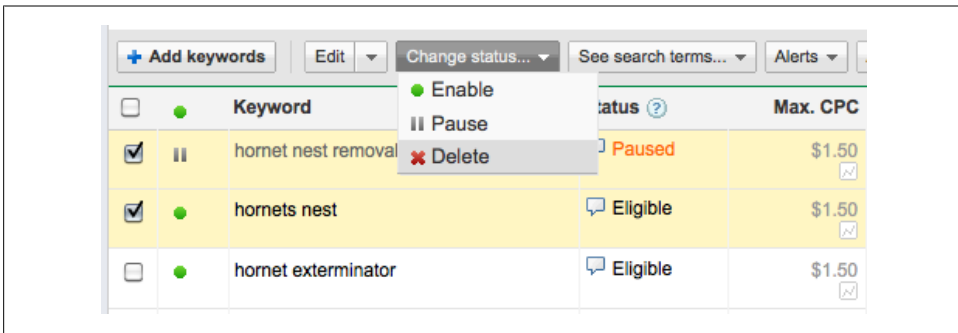 Add keywords Edit Change status... See search terms... Alerts
Enable
Keyword Status ? Max. CPC
Pause
hornet nest removal Delete Paused $1.50
hornets nest Eligible $1.50
hornet exterminator Eligible $1.50